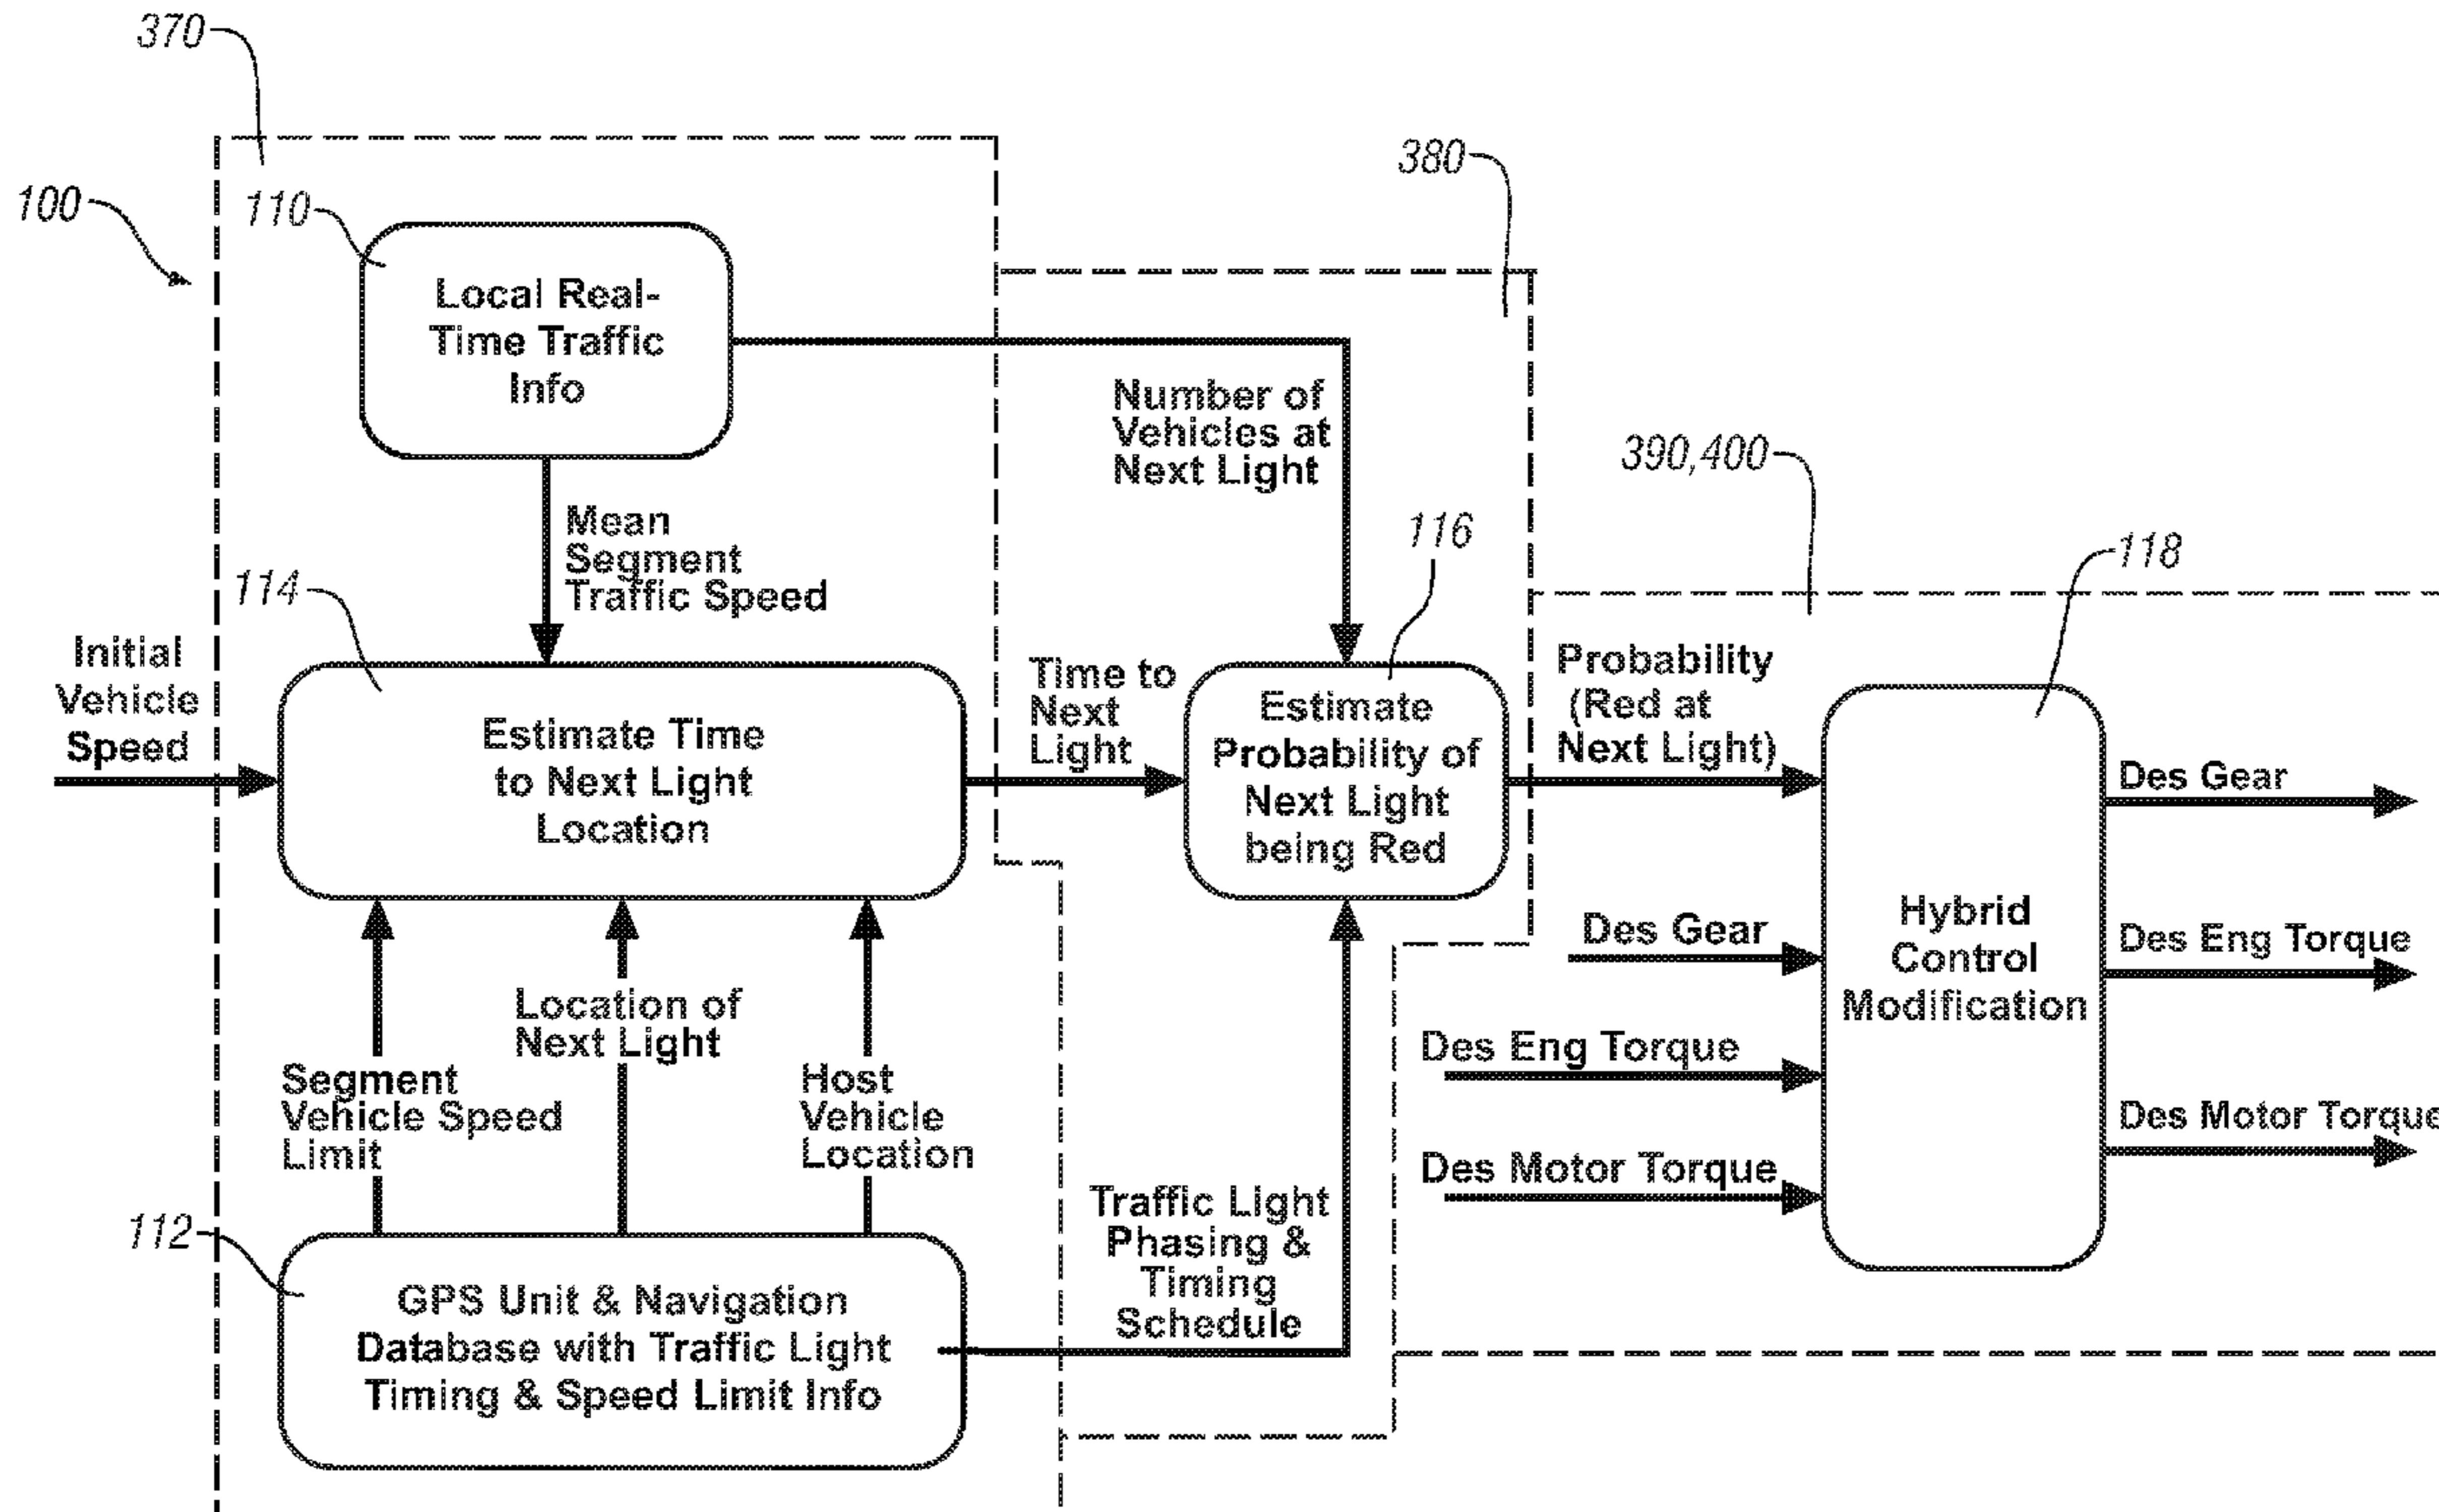 370
100
110
Local Real-
Time Traffic
Info
380
Number of
Vehicles at
Next Light
390,400
Mean
Segment
Traffic Speed
114
116
118
Initial
Vehicle
Speed
Estimate Time
to Next Light
Location
Time to
Next
Light
Estimate
Probability of
Next Light
being Red
Probability
(Red at
Next Light)
Des Gear
Des Eng Torque
Des Motor Torque
Hybrid
Control
Modification
Des Gear
Des Eng Torque
Des Motor Torque
Segment
Vehicle Speed
Limit
Location of
Next Light
Host
Vehicle
Location
112
GPS Unit & Navigation
Database with Traffic Light
Timing & Speed Limit Info
Traffic Light
Phasing &
Timing
Schedule